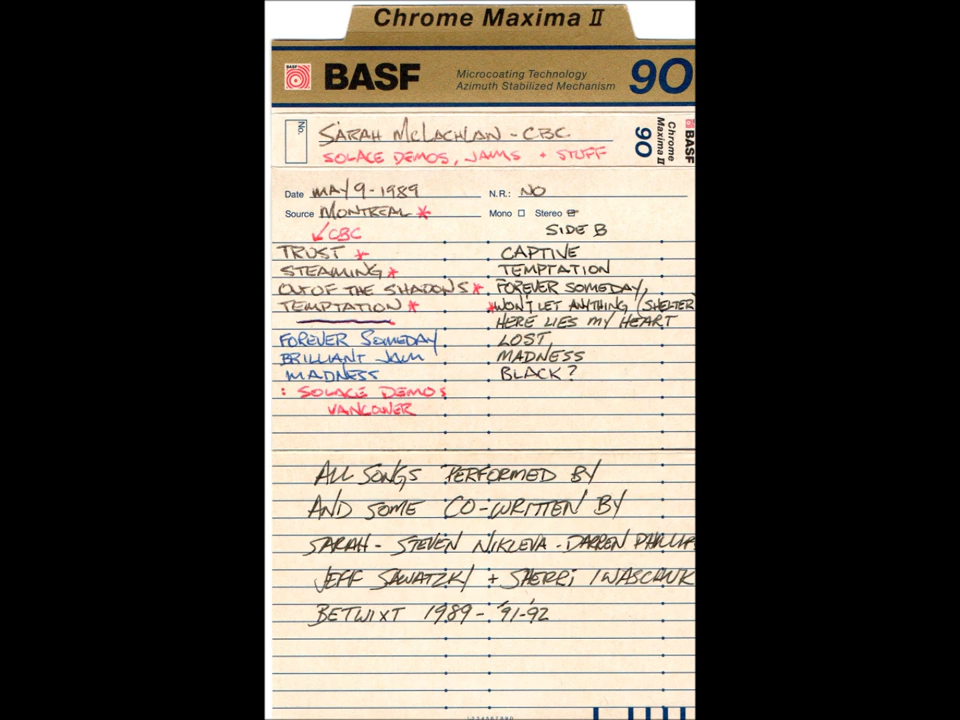 Chrome Maxima II
BASF
BASF
Microcoating Technology
Azimuth Stabilized Mechanism
90
No.
SARAH McLACHLAN - CBC
SOLACE DEMOS, JAMS + STUFF
90
Chrome
Maxima II
BASF
Date MAY 9-1989
N.R.: NO
Source MONTREAL *
Mono Stereo
CBC
TRUST *
STEAMING *
OUT OF THE SHADOWS *
TEMPTATION *
FOREVER SOMEDAY
BRILLIANT JAM
MADNESS
: SOLACE DEMOS
VANCOUVER
SIDE B
CAPTIVE
TEMPTATION
FOREVER SOMEDAY,
*WON'T LET ANYTHING (SHELTER
HERE LIES MY HEART
LOST,
MADNESS
BLACK?
ALL SONGS PERFORMED BY
AND SOME CO-WRITTEN BY
SARAH - STEVEN NIKLEVA - DARREN PHILLIP
JEFF SAWATZKY + SHERRI IWASCHUK
BETWIXT 1989 - '91-'92